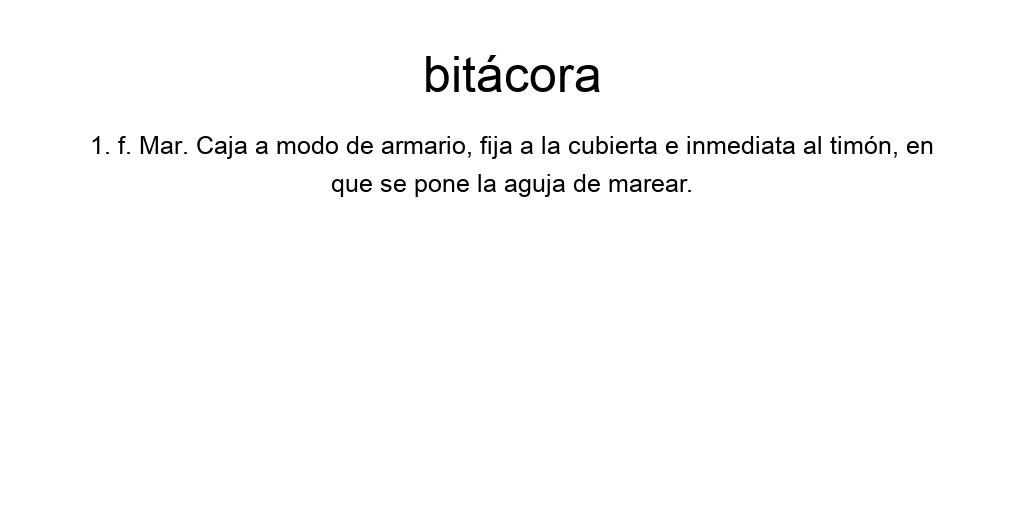 bitácora
1. f. Mar. Caja a modo de armario, fija a la cubierta e inmediata al timón, en
que se pone la aguja de marear.